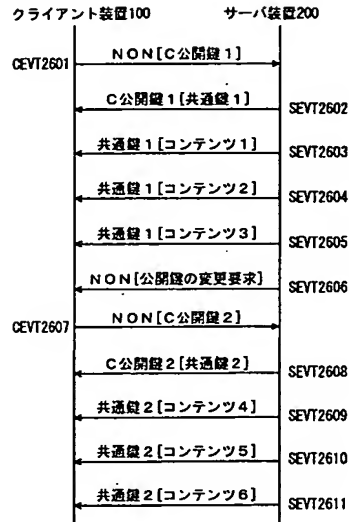 クライアント装置100 サーバ装置200
CEVT2601 NON[C公開鍵1]
C公開鍵1[共通鍵1] SEVT2602
共通鍵1[コンテンツ1] SEVT2603
共通鍵1[コンテンツ2] SEVT2604
共通鍵1[コンテンツ3] SEVT2605
NON[公開鍵の変更要求] SEVT2606
CEVT2607 NON[C公開鍵2]
C公開鍵2[共通鍵2] SEVT2608
共通鍵2[コンテンツ4] SEVT2609
共通鍵2[コンテンツ5] SEVT2610
共通鍵2[コンテンツ6] SEVT2611